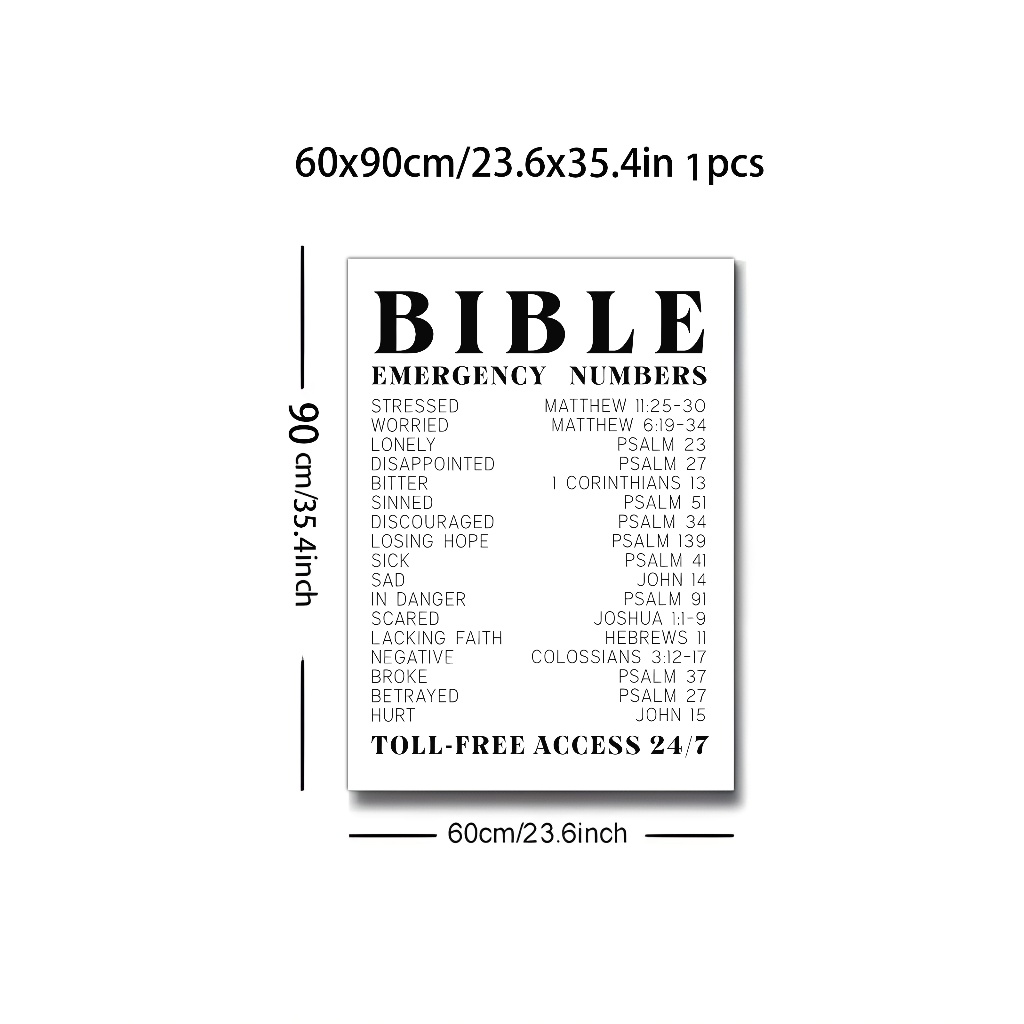 60x90cm/23.6x35.4in 1pcs
90 cm/35.4inch
BIBLE
EMERGENCY NUMBERS
STRESSED MATTHEW 11:25-30
WORRIED MATTHEW 6:19-34
LONELY PSALM 23
DISAPPOINTED PSALM 27
BITTER 1 CORINTHIANS 13
SINNED PSALM 51
DISCOURAGED PSALM 34
LOSING HOPE PSALM 139
SICK PSALM 41
SAD JOHN 14
IN DANGER PSALM 91
SCARED JOSHUA 1:1-9
LACKING FAITH HEBREWS 11
NEGATIVE COLOSSIANS 3:12-17
BROKE PSALM 37
BETRAYED PSALM 27
HURT JOHN 15
TOLL-FREE ACCESS 24/7
60cm/23.6inch